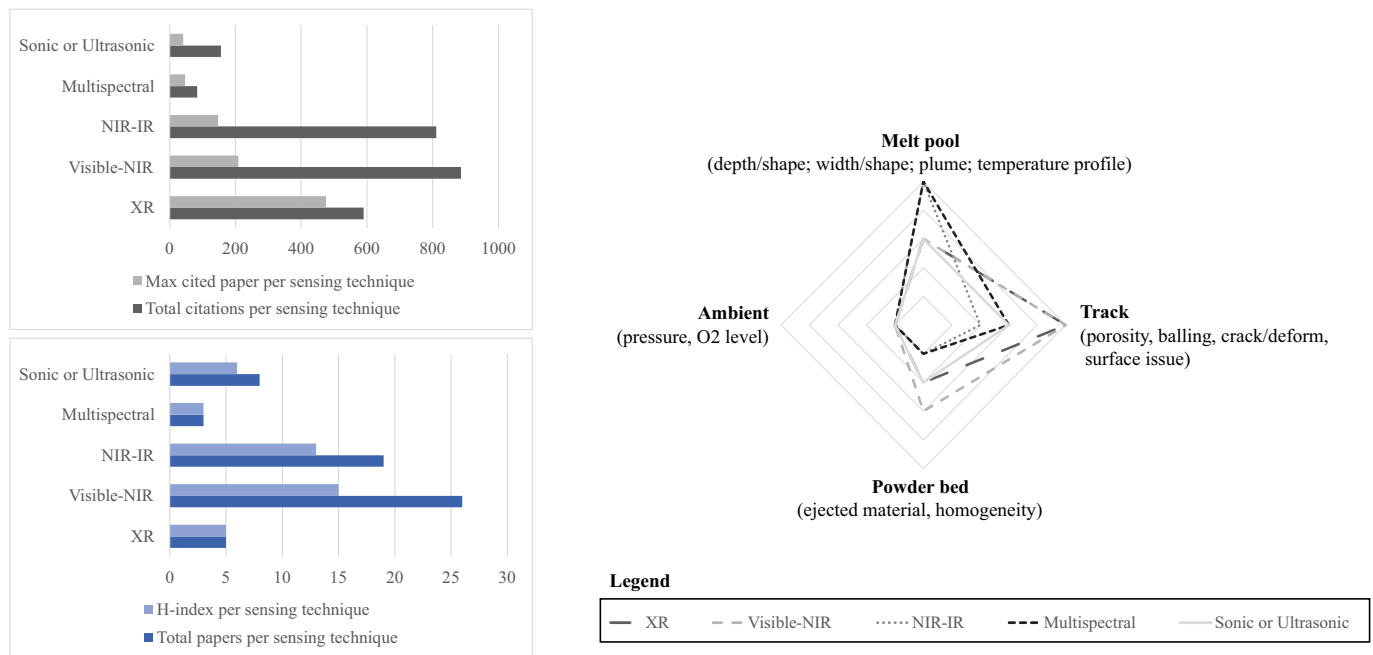 Sonic or Ultrasonic
Multispectral
NIR-IR
Visible-NIR
XR
0 200 400 600 800 1000
Max cited paper per sensing technique
Total citations per sensing technique
Sonic or Ultrasonic
Multispectral
NIR-IR
Visible-NIR
XR
0 5 10 15 20 25 30
H-index per sensing technique
Total papers per sensing technique
Melt pool
(depth/shape; width/shape; plume; temperature profile)
Ambient
(pressure, O2 level)
Track
(porosity, balling, crack/deform,
surface issue)
Powder bed
(ejected material, homogeneity)
Legend
XR Visible-NIR NIR-IR Multispectral Sonic or Ultrasonic